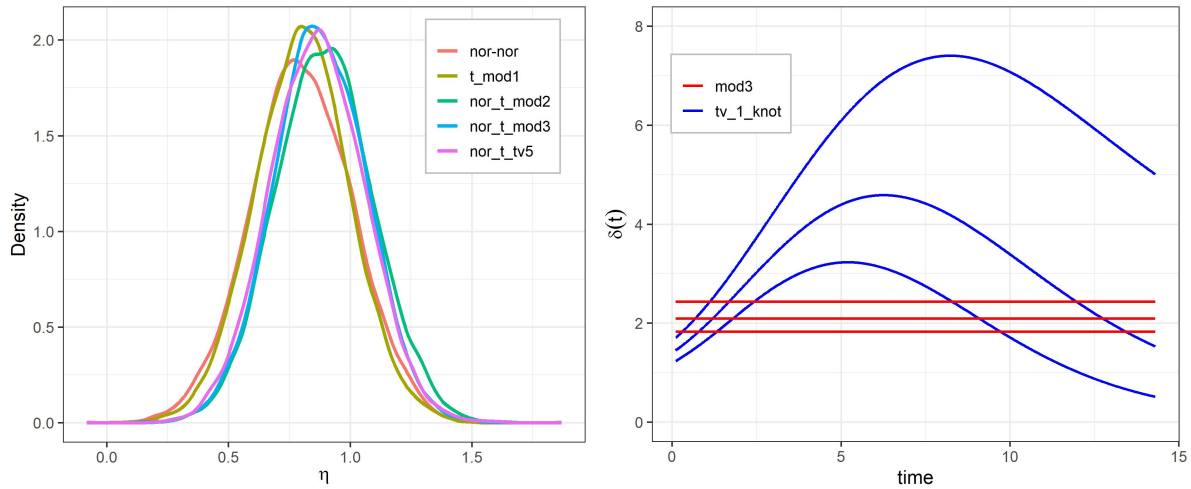 Density
2.0
1.5
1.0
0.5
0.0
nor-nor
t_mod1
nor_t_mod2
nor_t_mod3
nor_t_tv5
0.0 0.5 1.0 1.5
η
δ(t)
8
6
4
2
0
mod3
tv_1_knot
0 5 10 15
time